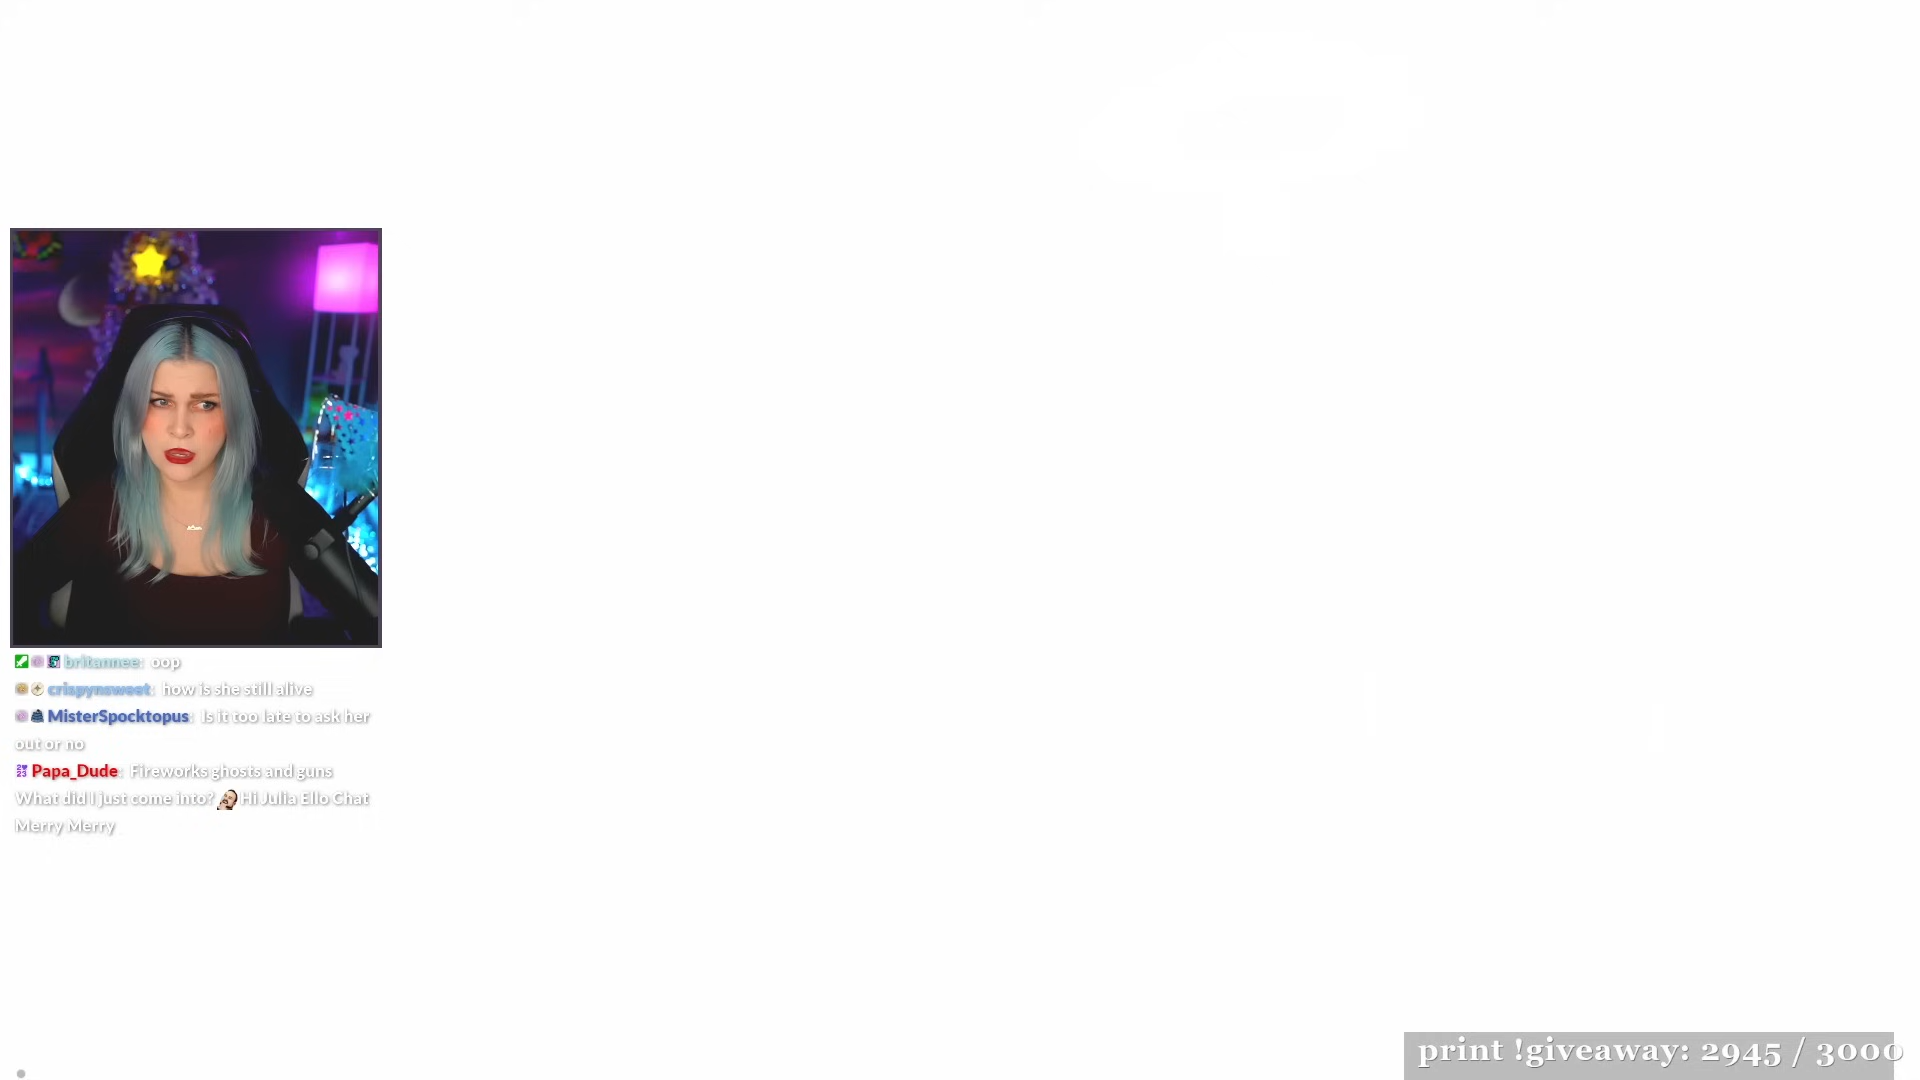 britannee: oop
crispynsweet: how is she still alive
MisterSpocktopus: Is it too late to ask her
out or no
Papa_Dude: Fireworks ghosts and guns
What did I just come into? Hi Julia Ello Chat
Merry Merry
print !giveaway: 2945 / 3000